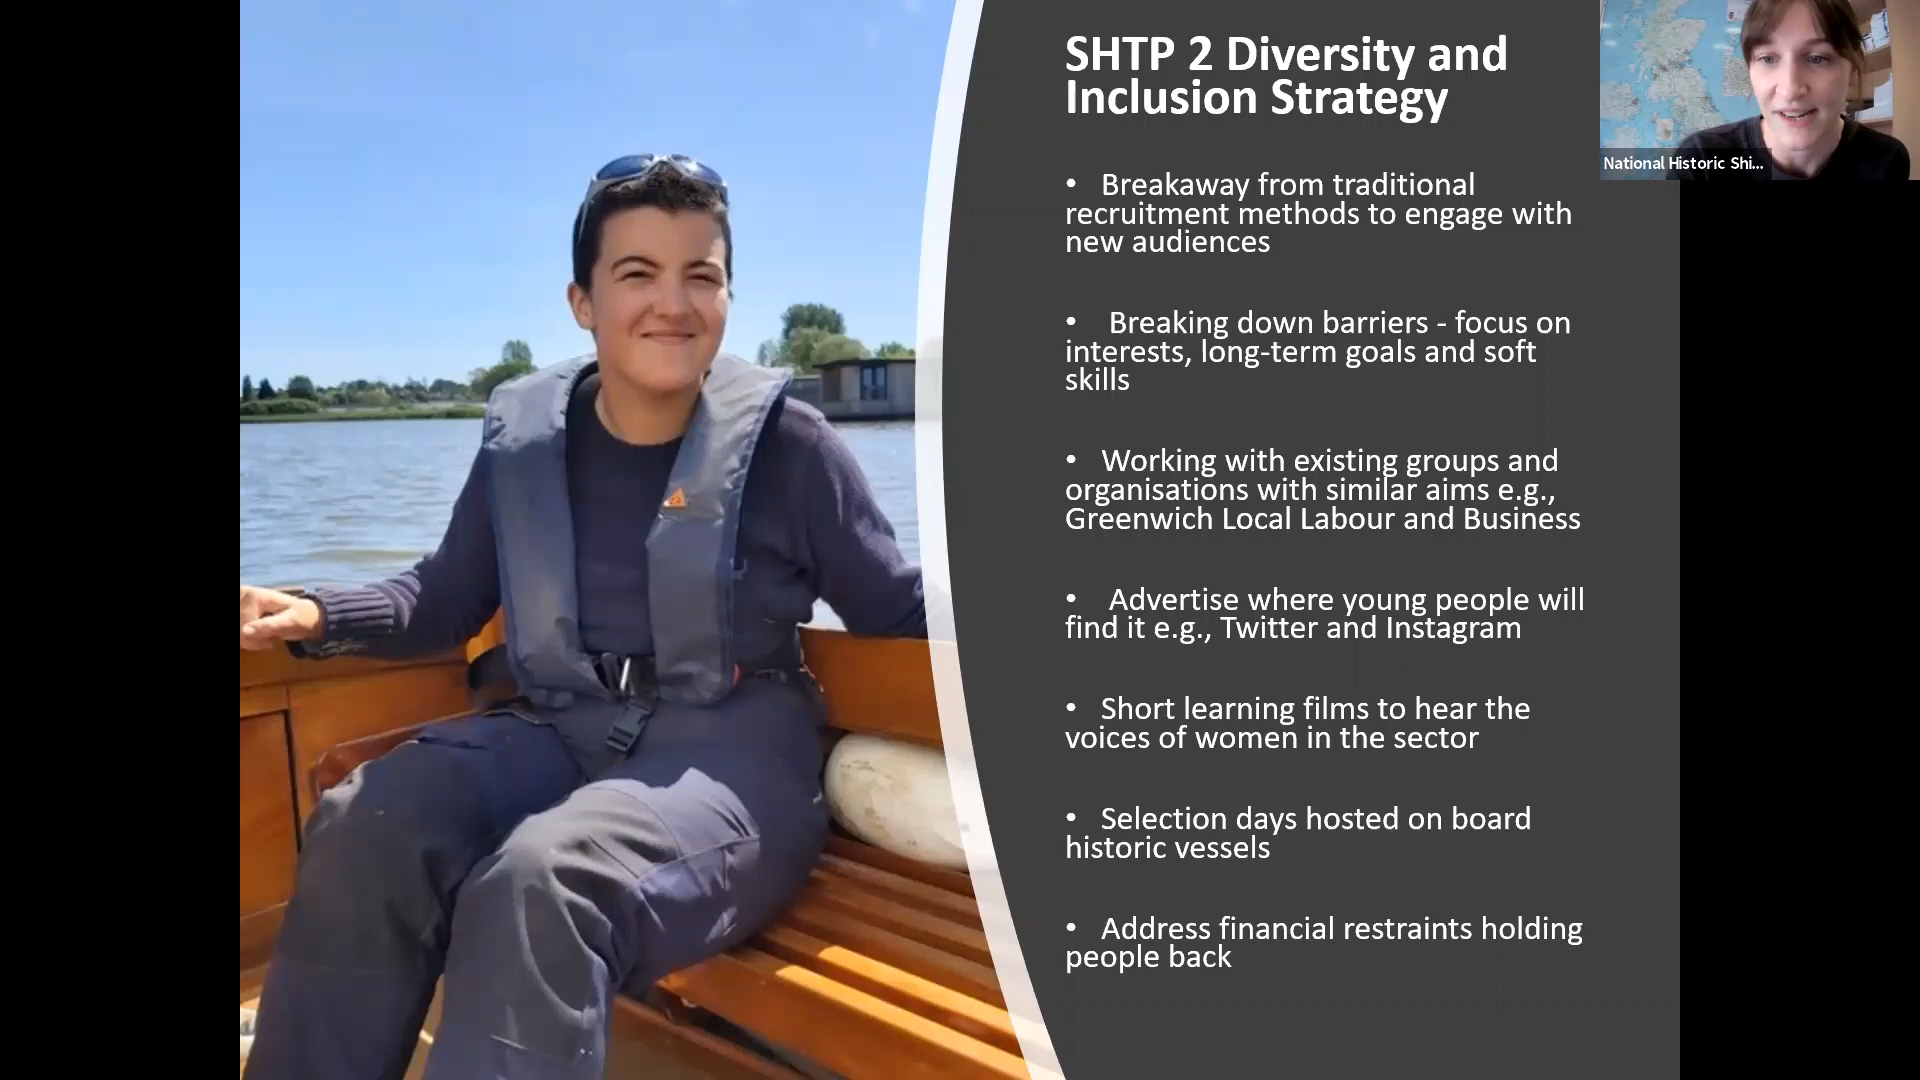 SHTP 2 Diversity and
Inclusion Strategy
• Breakaway from traditional
recruitment methods to engage with
new audiences
• Breaking down barriers - focus on
interests, long-term goals and soft
skills
• Working with existing groups and
organisations with similar aims e.g.,
Greenwich Local Labour and Business
• Advertise where young people will
find it e.g., Twitter and Instagram
• Short learning films to hear the
voices of women in the sector
• Selection days hosted on board
historic vessels
• Address financial restraints holding
people back
National Historic Shi...